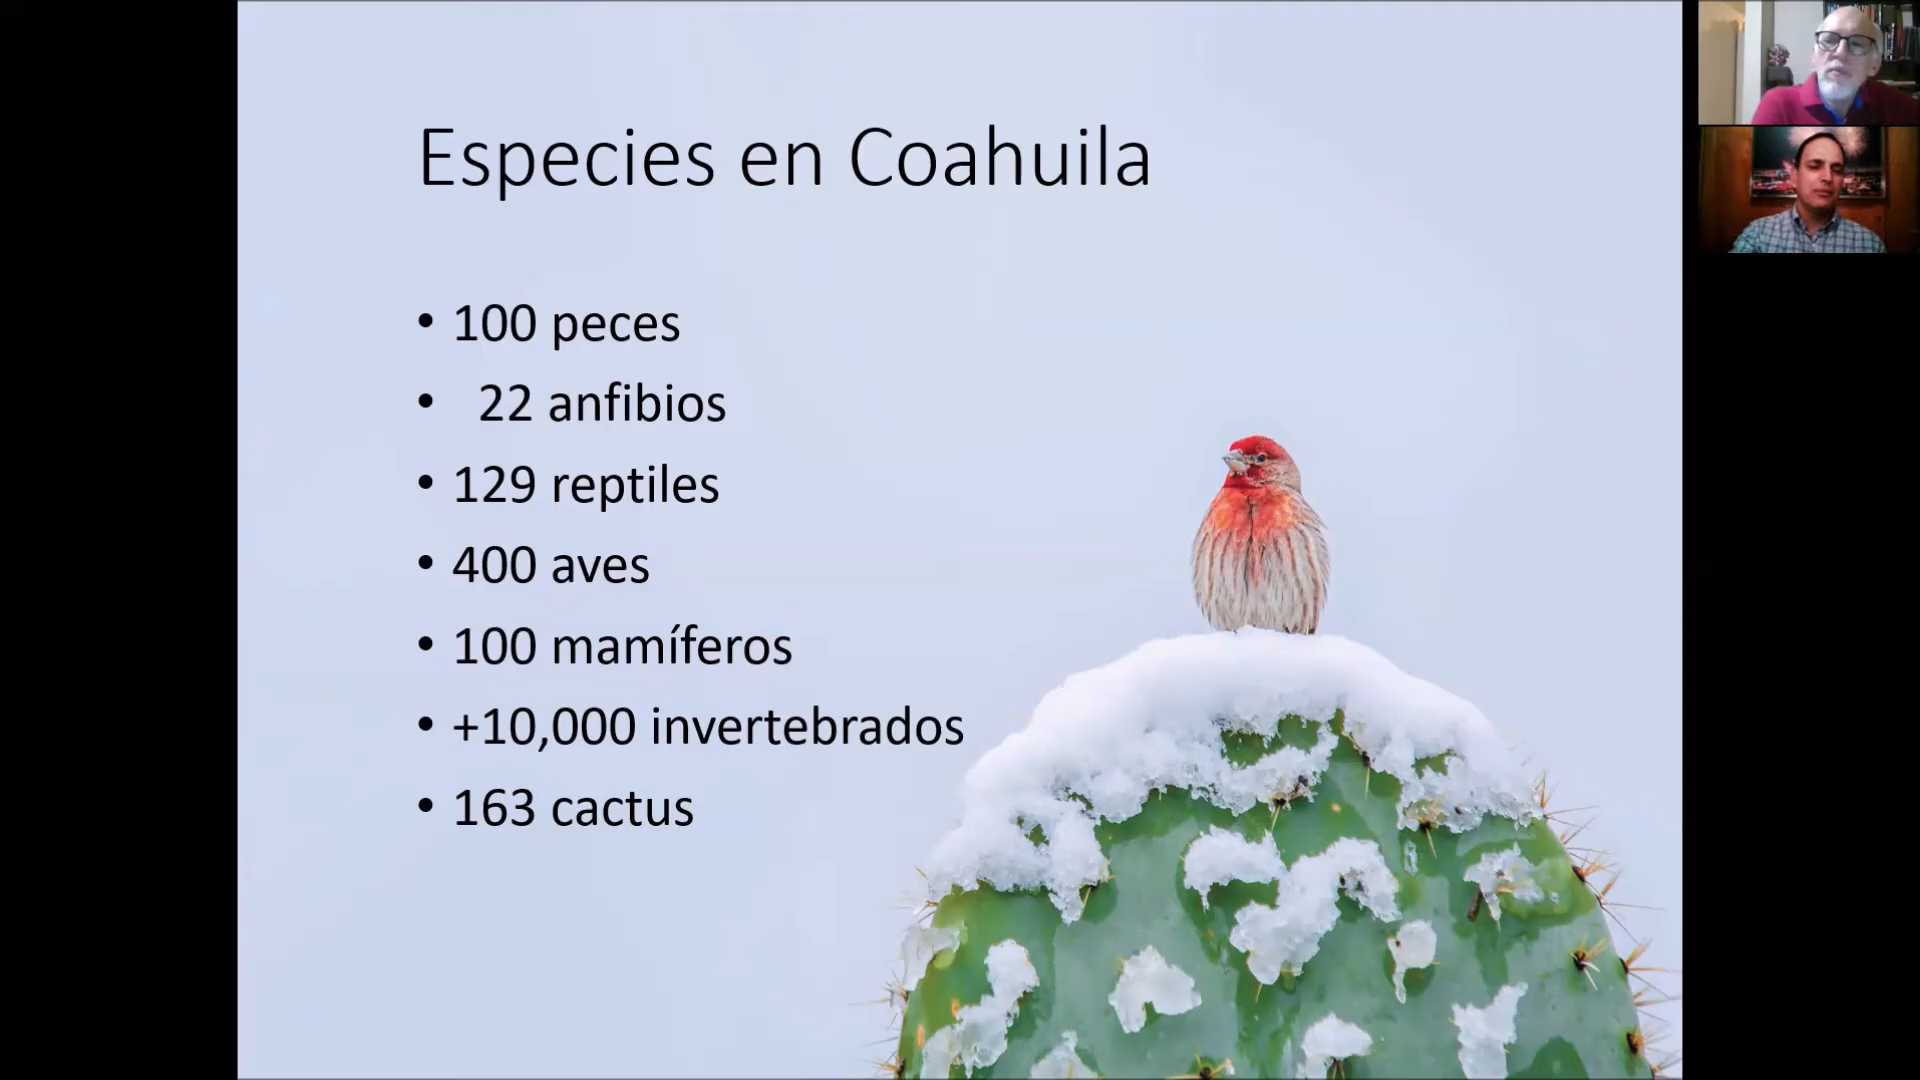 Especies en Coahuila
• 100 peces
• 22 anfibios
• 129 reptiles
• 400 aves
• 100 mamíferos
• +10,000 invertebrados
• 163 cactus